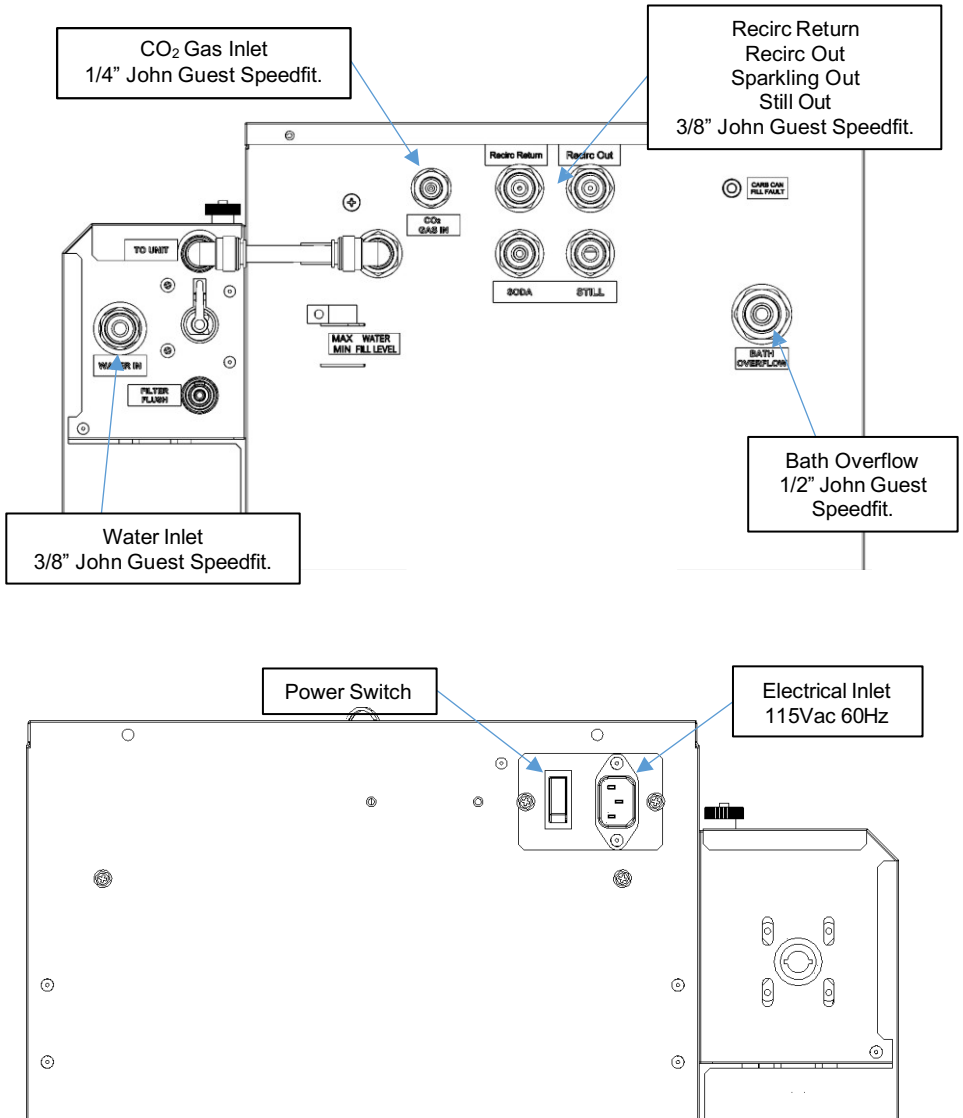 CO₂ Gas Inlet
1/4” John Guest Speedfit.
Recirc Return
Recirc Out
Sparkling Out
Still Out
3/8” John Guest Speedfit.
Recirc Return
Recirc Out
CARB CAN
FILL FAULT
CO₂
GAS IN
TO UNIT
SODA
STILL
MAX WATER
MIN FILL LEVEL
WATER IN
BATH
OVERFLOW
FILTER
FLUSH
Bath Overflow
1/2” John Guest
Speedfit.
Water Inlet
3/8” John Guest Speedfit.
Power Switch
Electrical Inlet
115Vac 60Hz